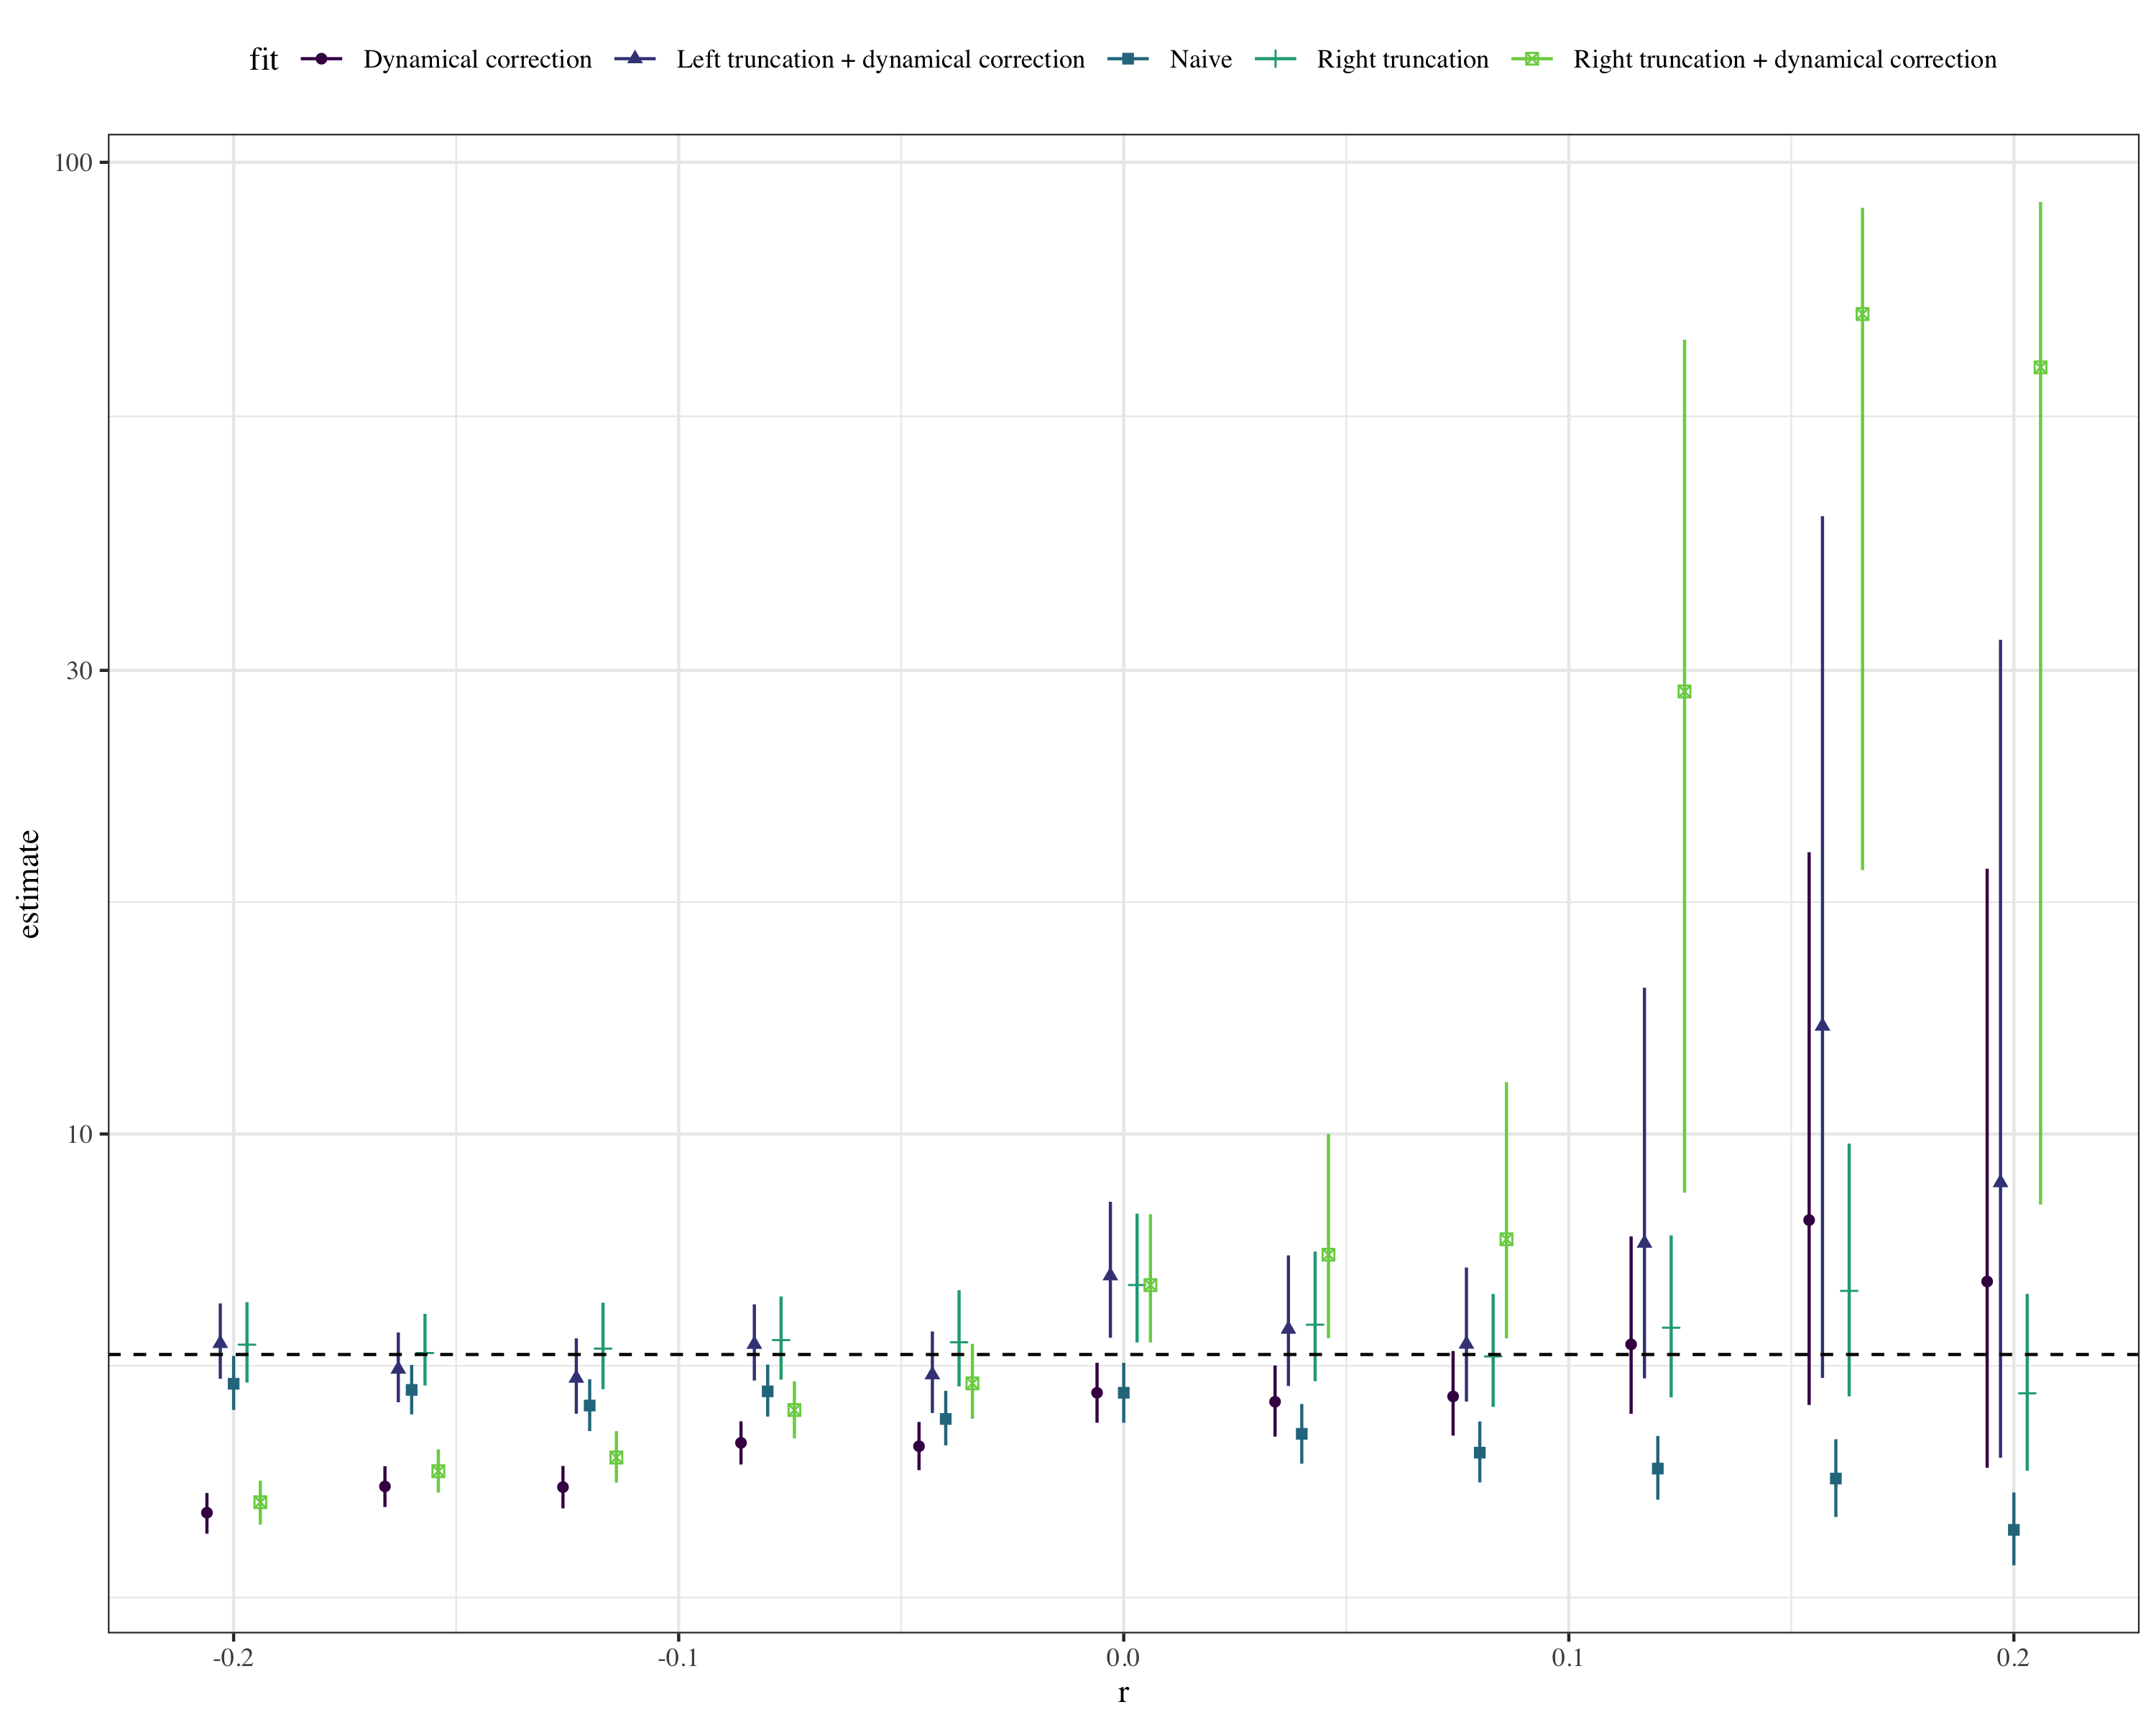 fit Dynamical correction Left truncation + dynamical correction Naive Right truncation Right truncation + dynamical correction
100
30
10
estimate
-0.2 -0.1 0.0 0.1 0.2
r